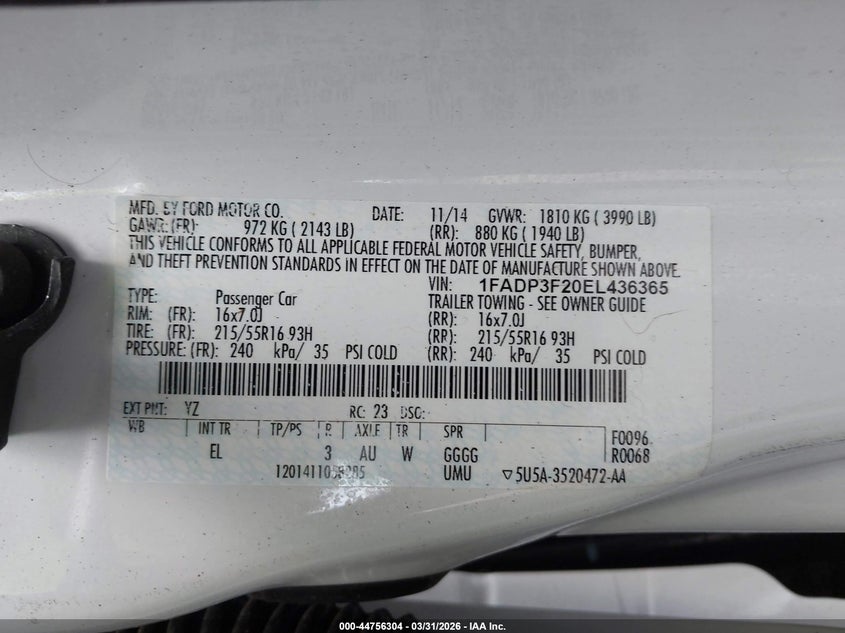 MFD. BY FORD MOTOR CO. DATE: 11/14 GVWR: 1810 KG ( 3990 LB)
GAWR: (FR): 972 KG ( 2143 LB) (RR): 880 KG ( 1940 LB)
THIS VEHICLE CONFORMS TO ALL APPLICABLE FEDERAL MOTOR VEHICLE SAFETY, BUMPER,
AND THEFT PREVENTION STANDARDS IN EFFECT ON THE DATE OF MANUFACTURE SHOWN ABOVE.
VIN: 1FADP3F20EL436365
TYPE: Passenger Car TRAILER TOWING - SEE OWNER GUIDE
RIM: (FR): 16x7.0J (RR): 16x7.0J
TIRE: (FR): 215/55R16 93H (RR): 215/55R16 93H
PRESSURE: (FR): 240 kPa/ 35 PSI COLD (RR): 240 kPa/ 35 PSI COLD
EXT PNT: YZ RC: 23 DSO:
WB INT TR TP/PS R AXLE TR SPR F0096
EL 3 AU W GGGG R0068
UMU ▽5U5A-3520472-AA
000-44756304 - 03/31/2026 - IAA Inc.